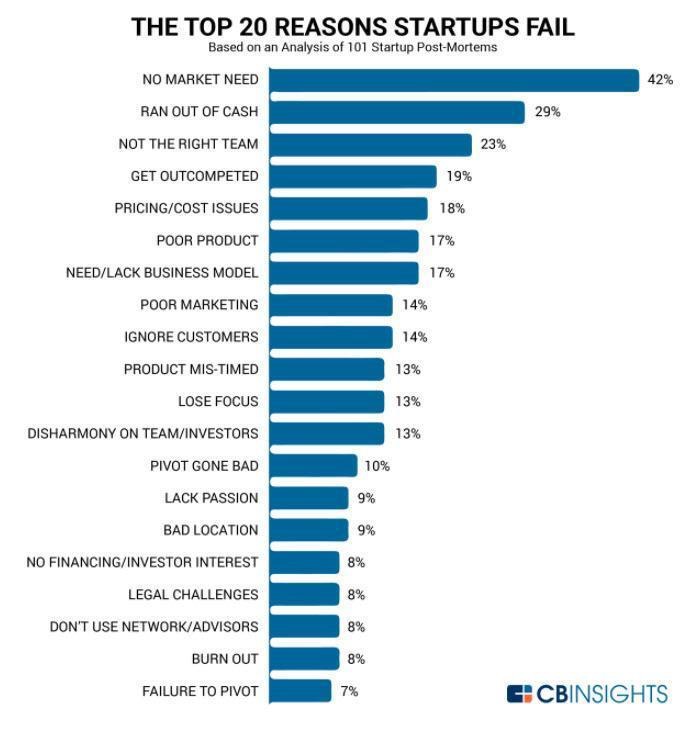 THE TOP 20 REASONS STARTUPS FAIL
Based on an Analysis of 101 Startup Post-Mortems
NO MARKET NEED 42%
RAN OUT OF CASH 29%
NOT THE RIGHT TEAM 23%
GET OUTCOMPETED 19%
PRICING/COST ISSUES 18%
POOR PRODUCT 17%
NEED/LACK BUSINESS MODEL 17%
POOR MARKETING 14%
IGNORE CUSTOMERS 14%
PRODUCT MIS-TIMED 13%
LOSE FOCUS 13%
DISHARMONY ON TEAM/INVESTORS 13%
PIVOT GONE BAD 10%
LACK PASSION 9%
BAD LOCATION 9%
NO FINANCING/INVESTOR INTEREST 8%
LEGAL CHALLENGES 8%
DON'T USE NETWORK/ADVISORS 8%
BURN OUT 8%
FAILURE TO PIVOT 7%
CBINSIGHTS